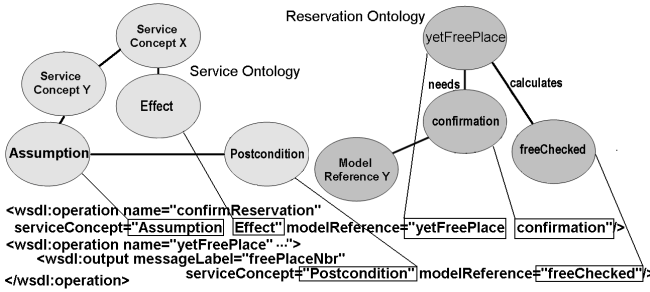 Reservation Ontology
Service Concept X
yetFreePlace
Service Ontology
Service Concept Y
needs
calculates
Effect
confirmation
Assumption
Postcondition
freeChecked
Model Reference Y
<wsdl:operation name="confirmReservation"
serviceConcept="Assumption Effect" modelReference="yetFreePlace confirmation"/>
<wsdl:operation name="yetFreePlace" ...">
<wsdl:output messageLabel="freePlaceNbr"
serviceConcept="Postcondition" modelReference="freeChecked"/>
</wsdl:operation>